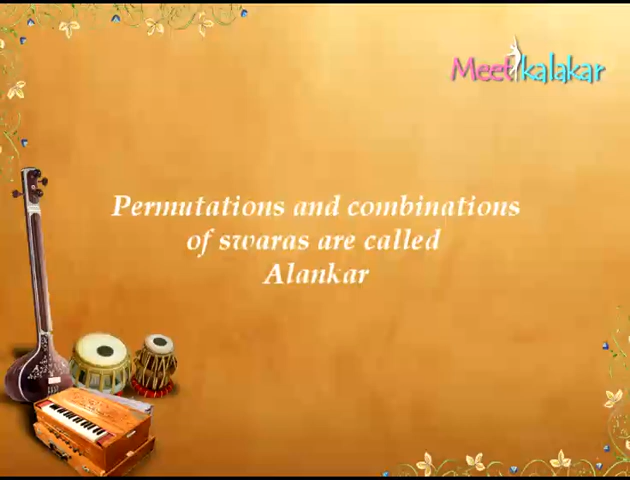 Meetkalakar
Permutations and combinations
of swaras are called
Alankar